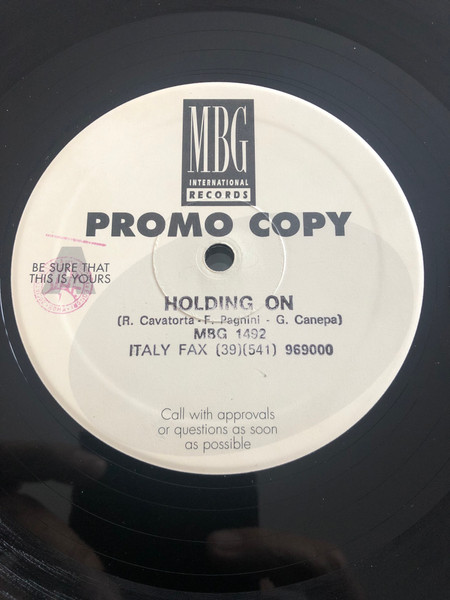 MBG
INTERNATIONAL
RECORDS
PROMO COPY
BE SURE THAT
THIS IS YOURS
HOLDING ON
(R. Cavatorta - F. Pagnini - G. Canepa)
MBG 1492
ITALY FAX (39)(541) 969000
Call with approvals
or questions as soon
as possible